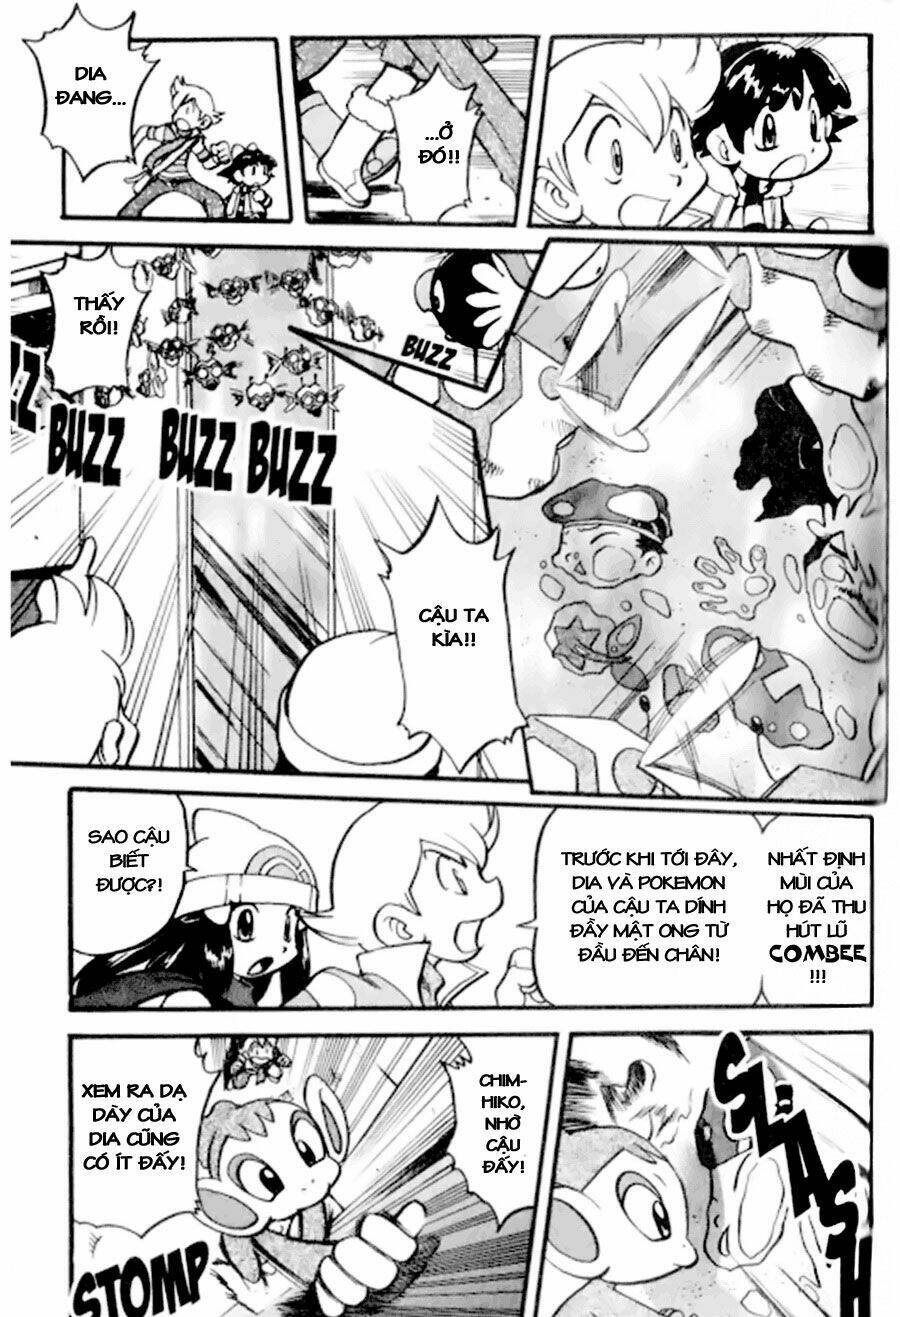 DIA
ĐANG...
...Ở
ĐÓ!!
THẤY
RỒI!
BUZZ
BUZZ
BUZZ
BUZZ
CẬU TA
KÌA!!
SAO CẬU
BIẾT
ĐƯỢC?!
TRƯỚC KHI TỚI ĐÂY,
DIA VÀ POKEMON
CỦA CẬU TA DÍNH
ĐẦY MẬT ONG TỪ
ĐẦU ĐẾN CHÂN!
NHẤT ĐỊNH
MÙI CỦA
HỌ ĐÃ THU
HÚT LŨ
COMBEE
!!!
XEM RA DẠ
DÀY CỦA
DIA CŨNG
CÓ ÍT ĐẤY!
CHIM-
HIKO,
NHỜ
CẬU
ĐẤY!
STOMP
SMASH